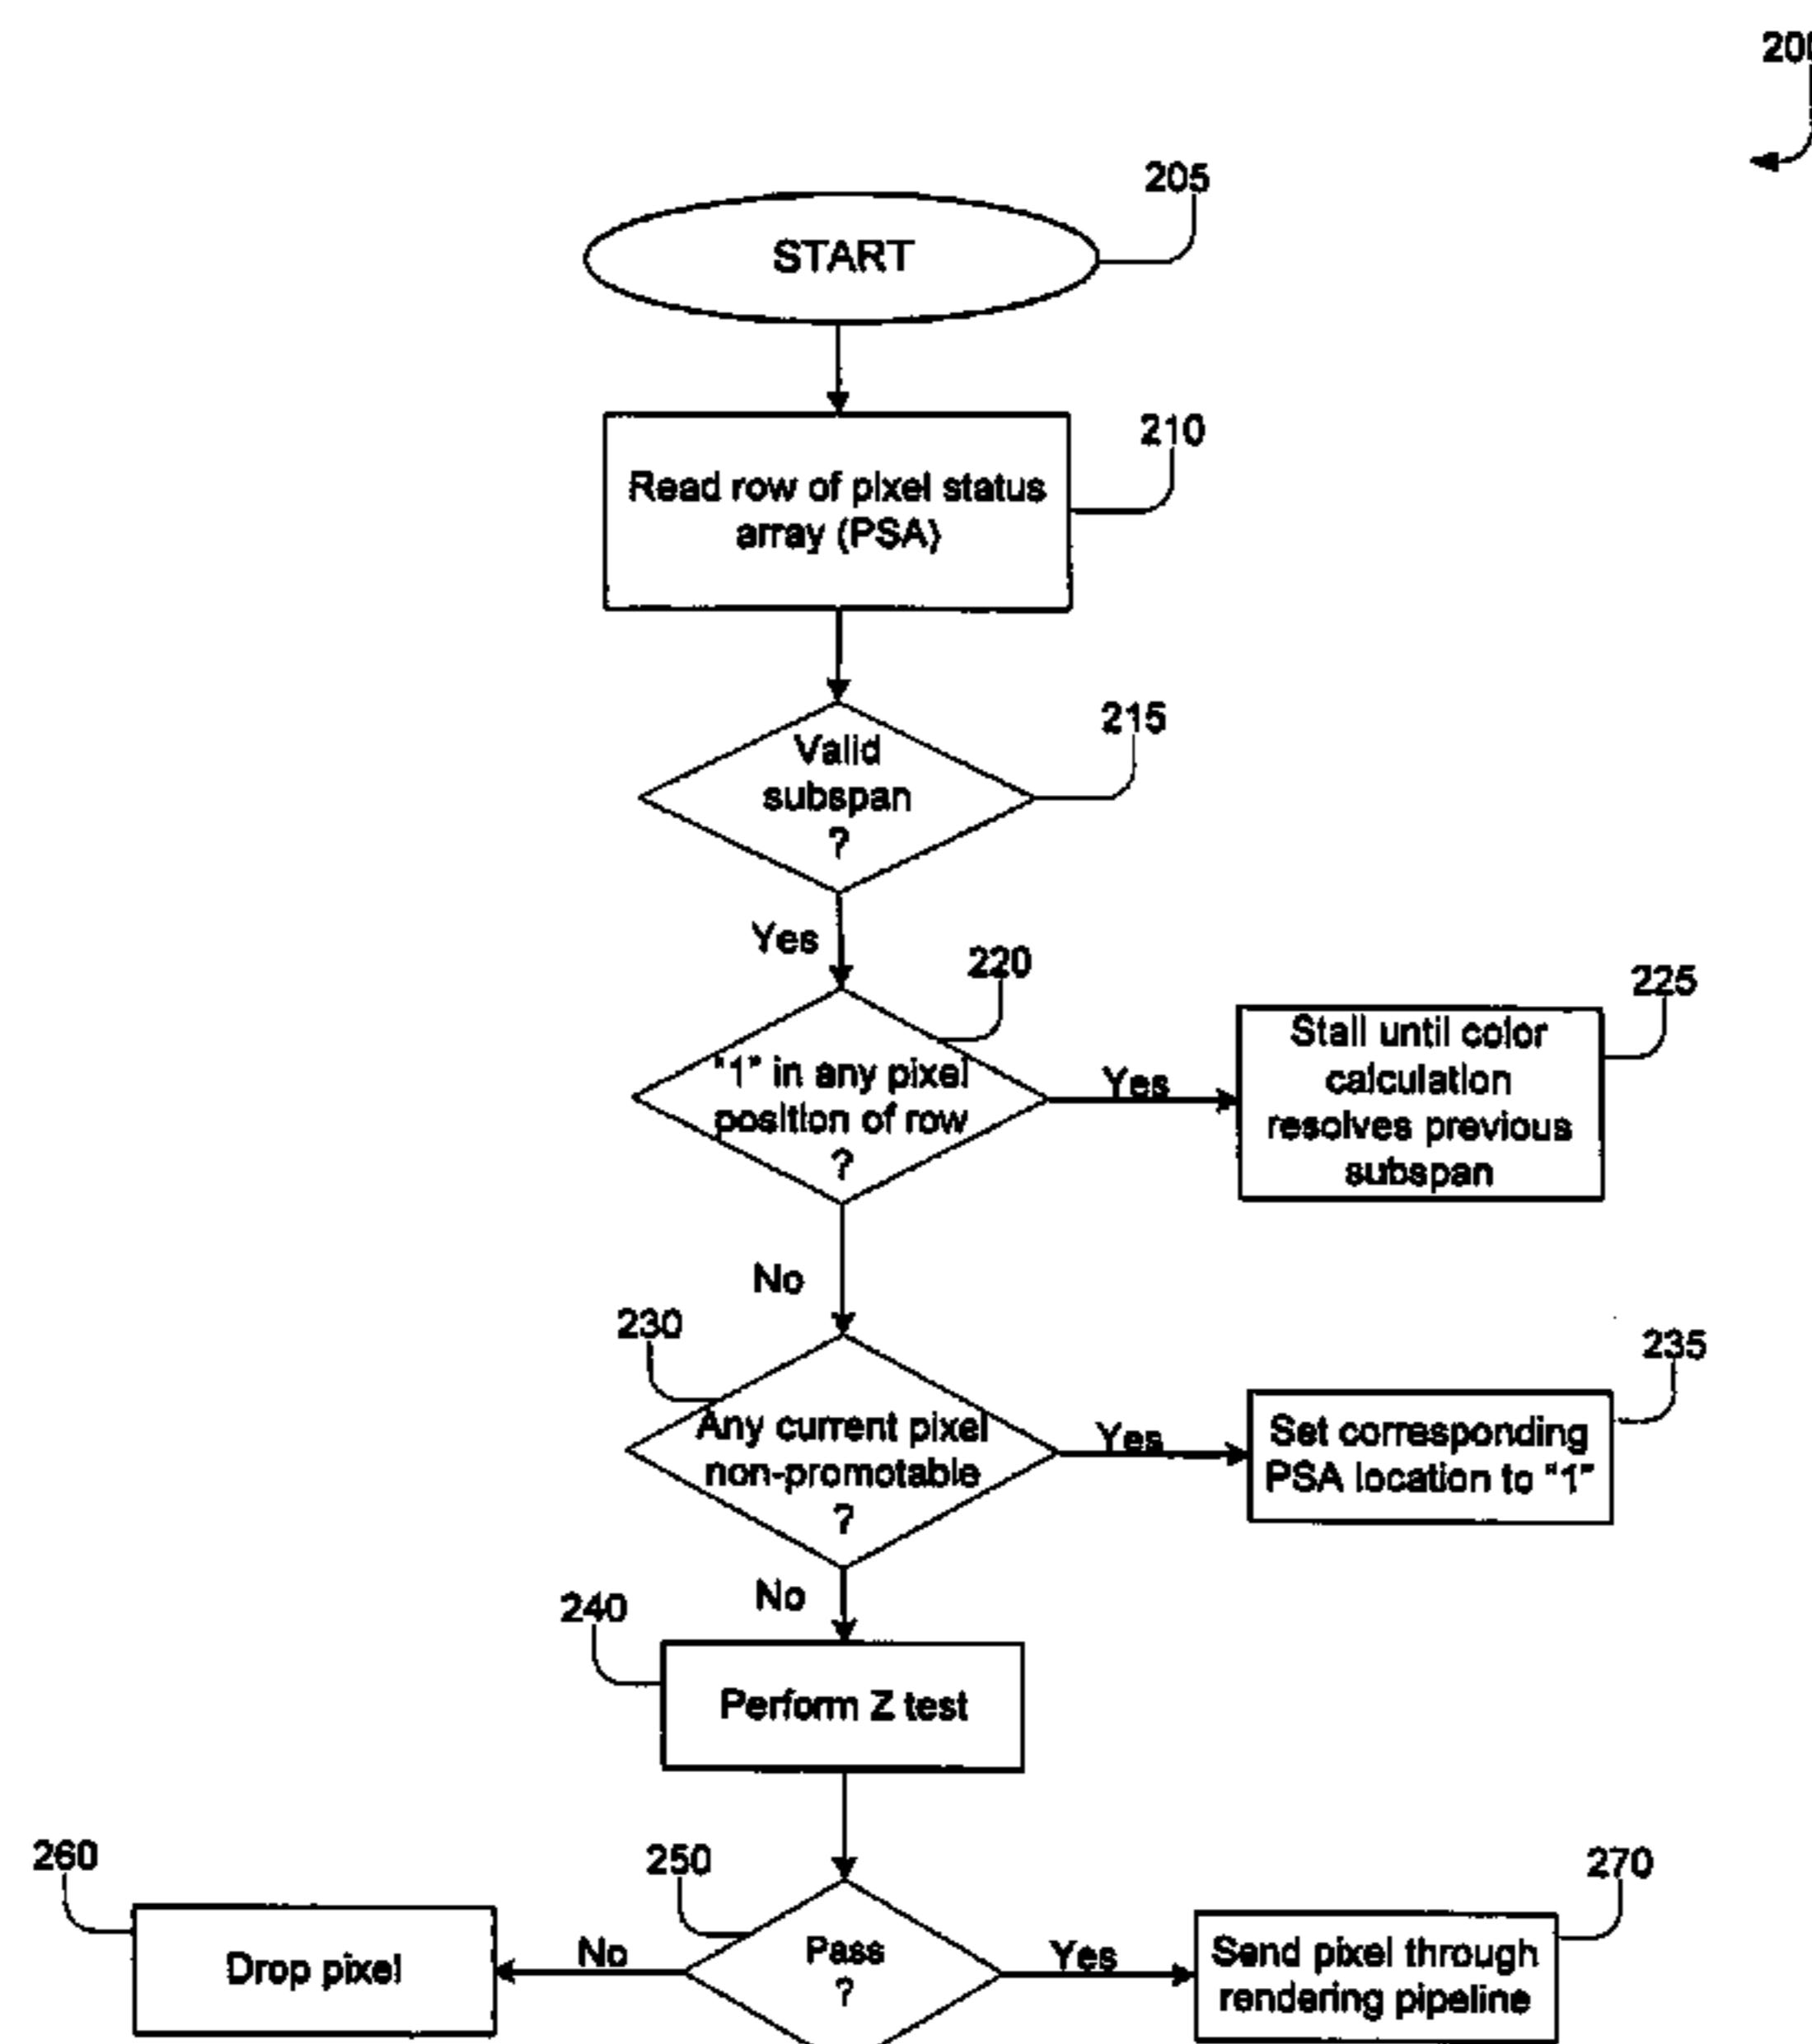 205
START
210
Read row of pixel status
array (PSA)
215
Valid
subspan
?
Yes
220
225
"1" in any pixel
position of row
?
Yes
Stall until color
calculation
resolves previous
subspan
No
230
235
Any current pixel
non-promotable
?
Yes
Set corresponding
PSA location to "1"
No
240
Perform Z test
260
250
270
Drop pixel
No
Pass
?
Yes
Send pixel through
rendering pipeline